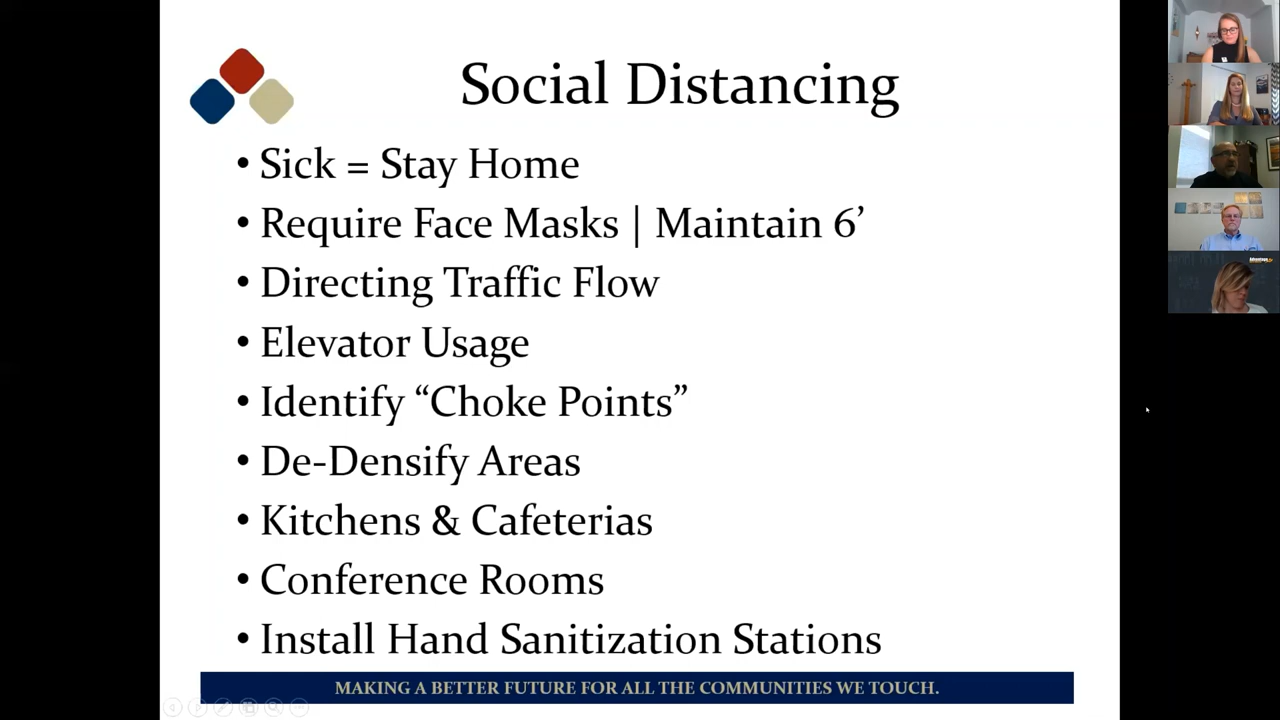 Social Distancing
• Sick = Stay Home
• Require Face Masks | Maintain 6’
• Directing Traffic Flow
• Elevator Usage
• Identify “Choke Points”
• De-Densify Areas
• Kitchens & Cafeterias
• Conference Rooms
• Install Hand Sanitization Stations
MAKING A BETTER FUTURE FOR ALL THE COMMUNITIES WE TOUCH.